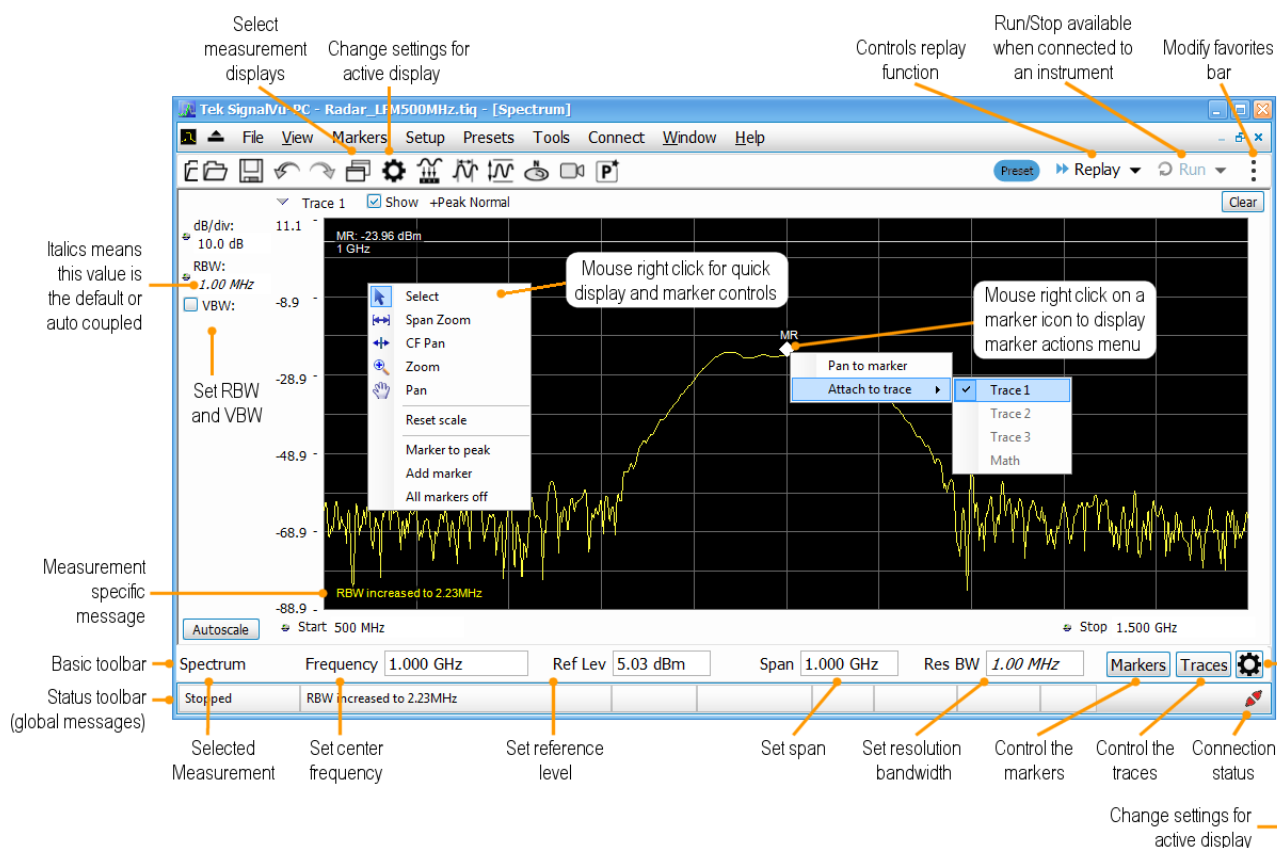 Select
measurement
displays
Change settings for
active display
Controls replay
function
Run/Stop available
when connected to
an instrument
Modify favorites
bar
Tek SignalVu-PC - Radar_LFM500MHz.tiq - [Spectrum]
File View Markers Setup Presets Tools Connect Window Help
Preset Replay Run
Trace 1 Show +Peak Normal Clear
dB/div:
10.0 dB
RBW:
1.00 MHz
VBW:
Italics means
this value is
the default or
auto coupled
Set RBW
and VBW
11.1
-8.9
-28.9
-48.9
-68.9
-88.9
MR: -23.96 dBm
1 GHz
Select
Span Zoom
CF Pan
Zoom
Pan
Reset scale
Marker to peak
Add marker
All markers off
Mouse right click for quick
display and marker controls
Mouse right click on a
marker icon to display
marker actions menu
MR
Pan to marker
Attach to trace
Trace 1
Trace 2
Trace 3
Math
Measurement
specific
message
RBW increased to 2.23MHz
Autoscale Start 500 MHz Stop 1.500 GHz
Basic toolbar
Spectrum Frequency 1.000 GHz Ref Lev 5.03 dBm Span 1.000 GHz Res BW 1.00 MHz Markers Traces
Status toolbar
(global messages)
Stopped RBW increased to 2.23MHz
Selected
Measurement
Set center
frequency
Set reference
level
Set span
Set resolution
bandwidth
Control the
markers
Control the
traces
Connection
status
Change settings for
active display